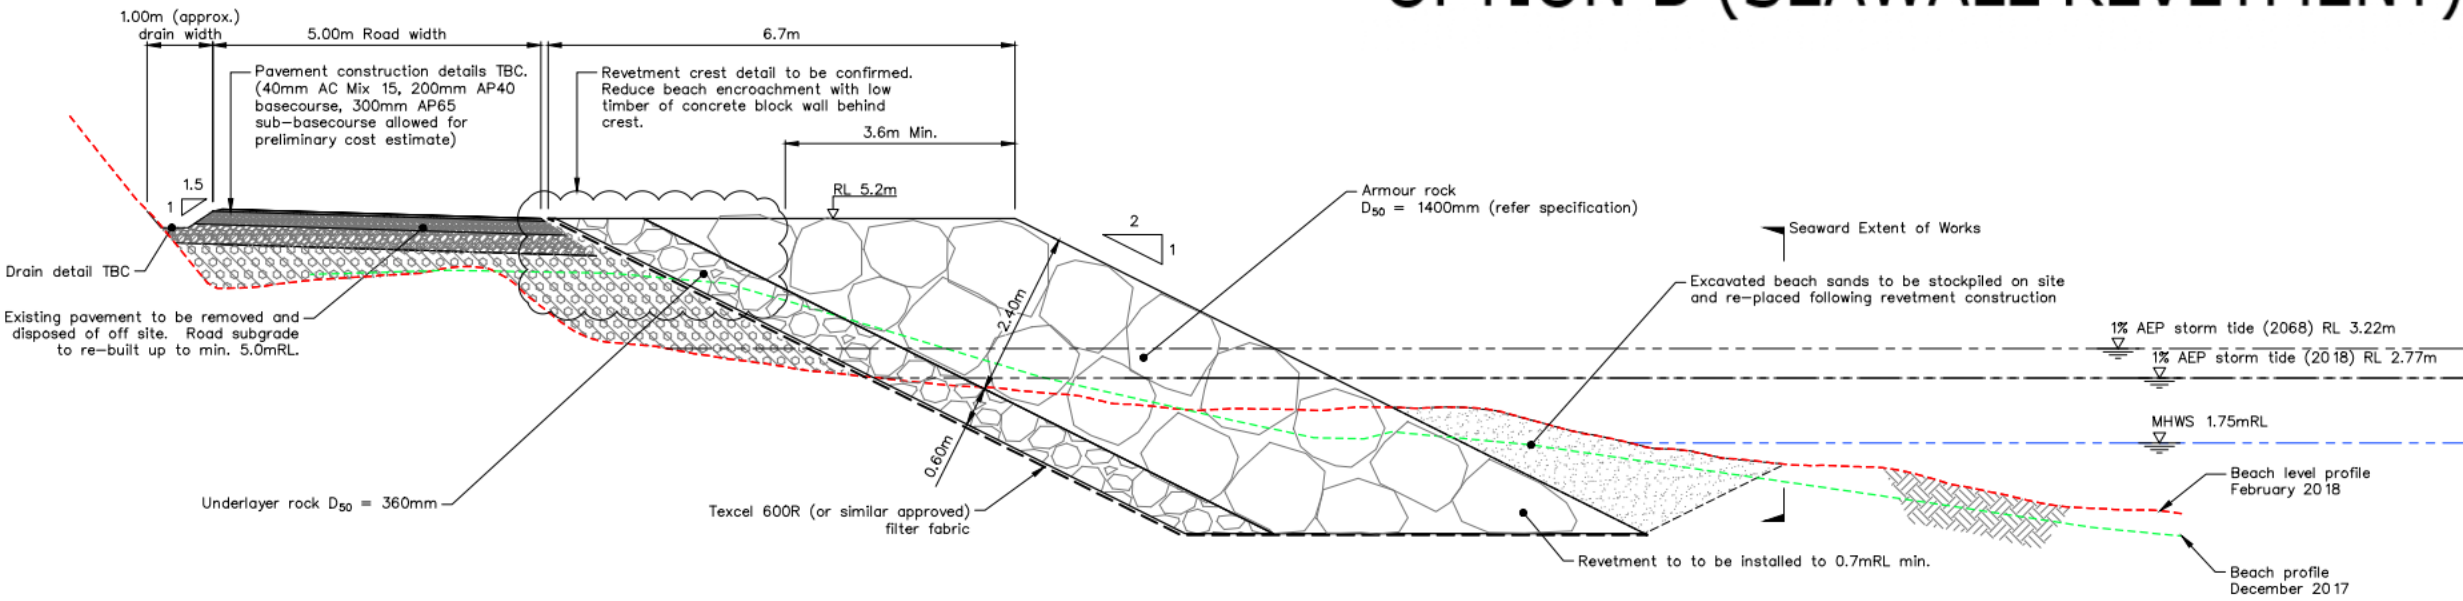 OPTION B (SEAWALL REVETMENT)
1.00m (approx.)
drain width
5.00m Road width
6.7m
Pavement construction details TBC.
(40mm AC Mix 15, 200mm AP40
basecourse, 300mm AP65
sub-basecourse allowed for
preliminary cost estimate)
Revetment crest detail to be confirmed.
Reduce beach encroachment with low
timber of concrete block wall behind
crest.
3.6m Min.
1.5
1
RL 5.2m
Armour rock
D50 = 1400mm (refer specification)
2
1
Seaward Extent of Works
Drain detail TBC
Excavated beach sands to be stockpiled on site
and re-placed following revetment construction
Existing pavement to be removed and
disposed of off site. Road subgrade
to re-built up to min. 5.0mRL.
2.40m
1% AEP storm tide (2068) RL 3.22m
1% AEP storm tide (2018) RL 2.77m
MHWS 1.75mRL
0.60m
Underlayer rock D50 = 360mm
Texcel 600R (or similar approved)
filter fabric
Beach level profile
February 2018
Revetment to to be installed to 0.7mRL min.
Beach profile
December 2017